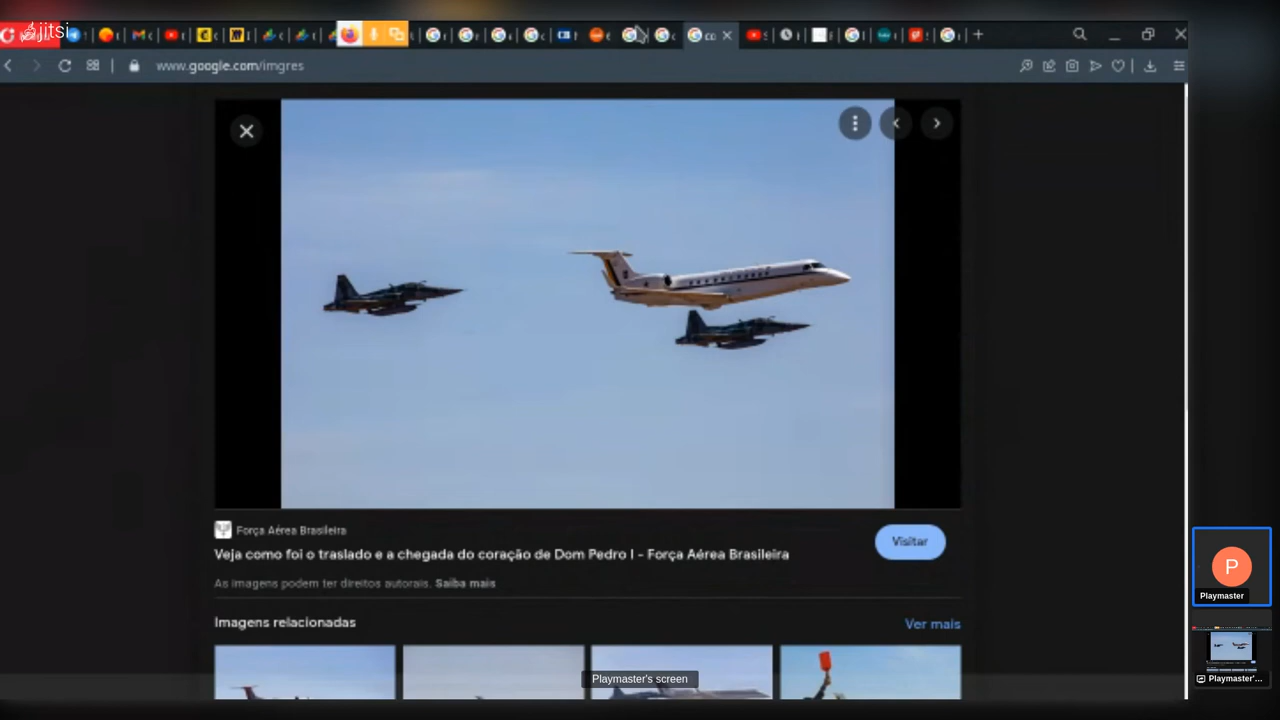 jitsi
www.google.com/imgres
Força Aérea Brasileira
Visitar
Veja como foi o traslado e a chegada do coração de Dom Pedro I - Força Aérea Brasileira
As imagens podem ter direitos autorais. Saiba mais
Imagens relacionadas
Ver mais
P
Playmaster
Playmaster's screen
Playmaster'...